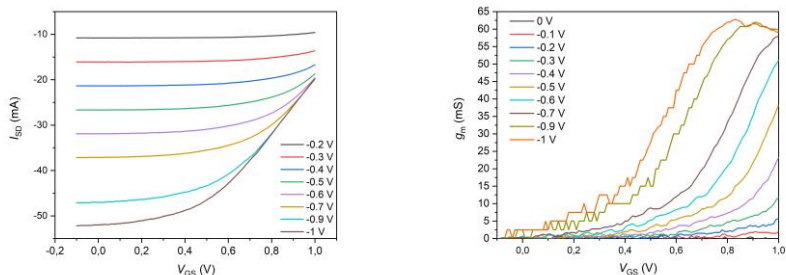 -10
-20
-30
-40
-50
I_SD (mA)
-0,2 0,0 0,2 0,4 0,6 0,8 1,0
V_GS (V)
-0.2 V
-0.3 V
-0.4 V
-0.5 V
-0.6 V
-0.7 V
-0.9 V
-1 V
65
60
55
50
45
40
35
30
25
20
15
10
5
0
g_m (mS)
0,0 0,2 0,4 0,6 0,8 1,0
V_GS (V)
0 V
-0.1 V
-0.2 V
-0.3 V
-0.4 V
-0.5 V
-0.6 V
-0.7 V
-0.9 V
-1 V